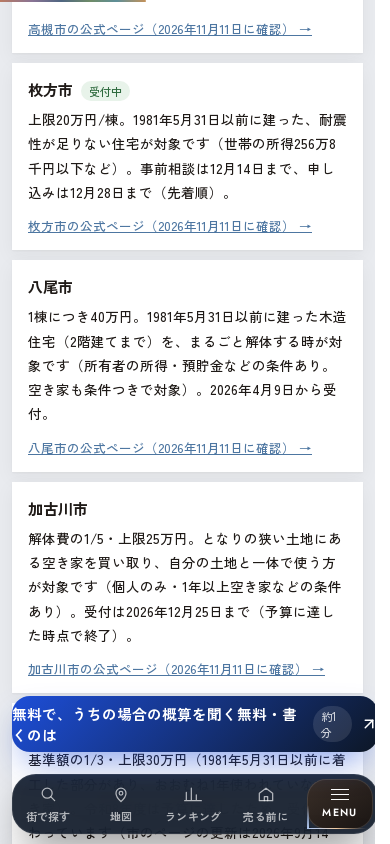 高槻市の公式ページ（2026年11月11日に確認） →
枚方市 受付中
上限20万円/棟。1981年5月31日以前に建った、耐震
性が足りない住宅が対象です（世帯の所得256万8
千円以下など）。事前相談は12月14日まで、申し
込みは12月28日まで（先着順）。
枚方市の公式ページ（2026年11月11日に確認） →
八尾市
1棟につき40万円。1981年5月31日以前に建った木造
住宅（2階建てまで）を、まるごと解体する時が対
象です（所有者の所得・預貯金などの条件あり。
空き家も条件つきで対象）。2026年4月9日から受
付。
八尾市の公式ページ（2026年11月11日に確認） →
加古川市
解体費の1/5・上限25万円。となりの狭い土地にあ
る空き家を買い取り、自分の土地と一体で使う方
が対象です（個人のみ・1年以上空き家などの条件
あり）。受付は2026年12月25日まで（予算に達し
た時点で終了）。
加古川市の公式ページ（2026年11月11日に確認） →
無料で、うちの場合の概算を聞く無料・書
くのは
約1
分
基準額の1/3・上限30万円（1981年5月31日以前に着
街で探す 地図 ランキング 売る前に MENU